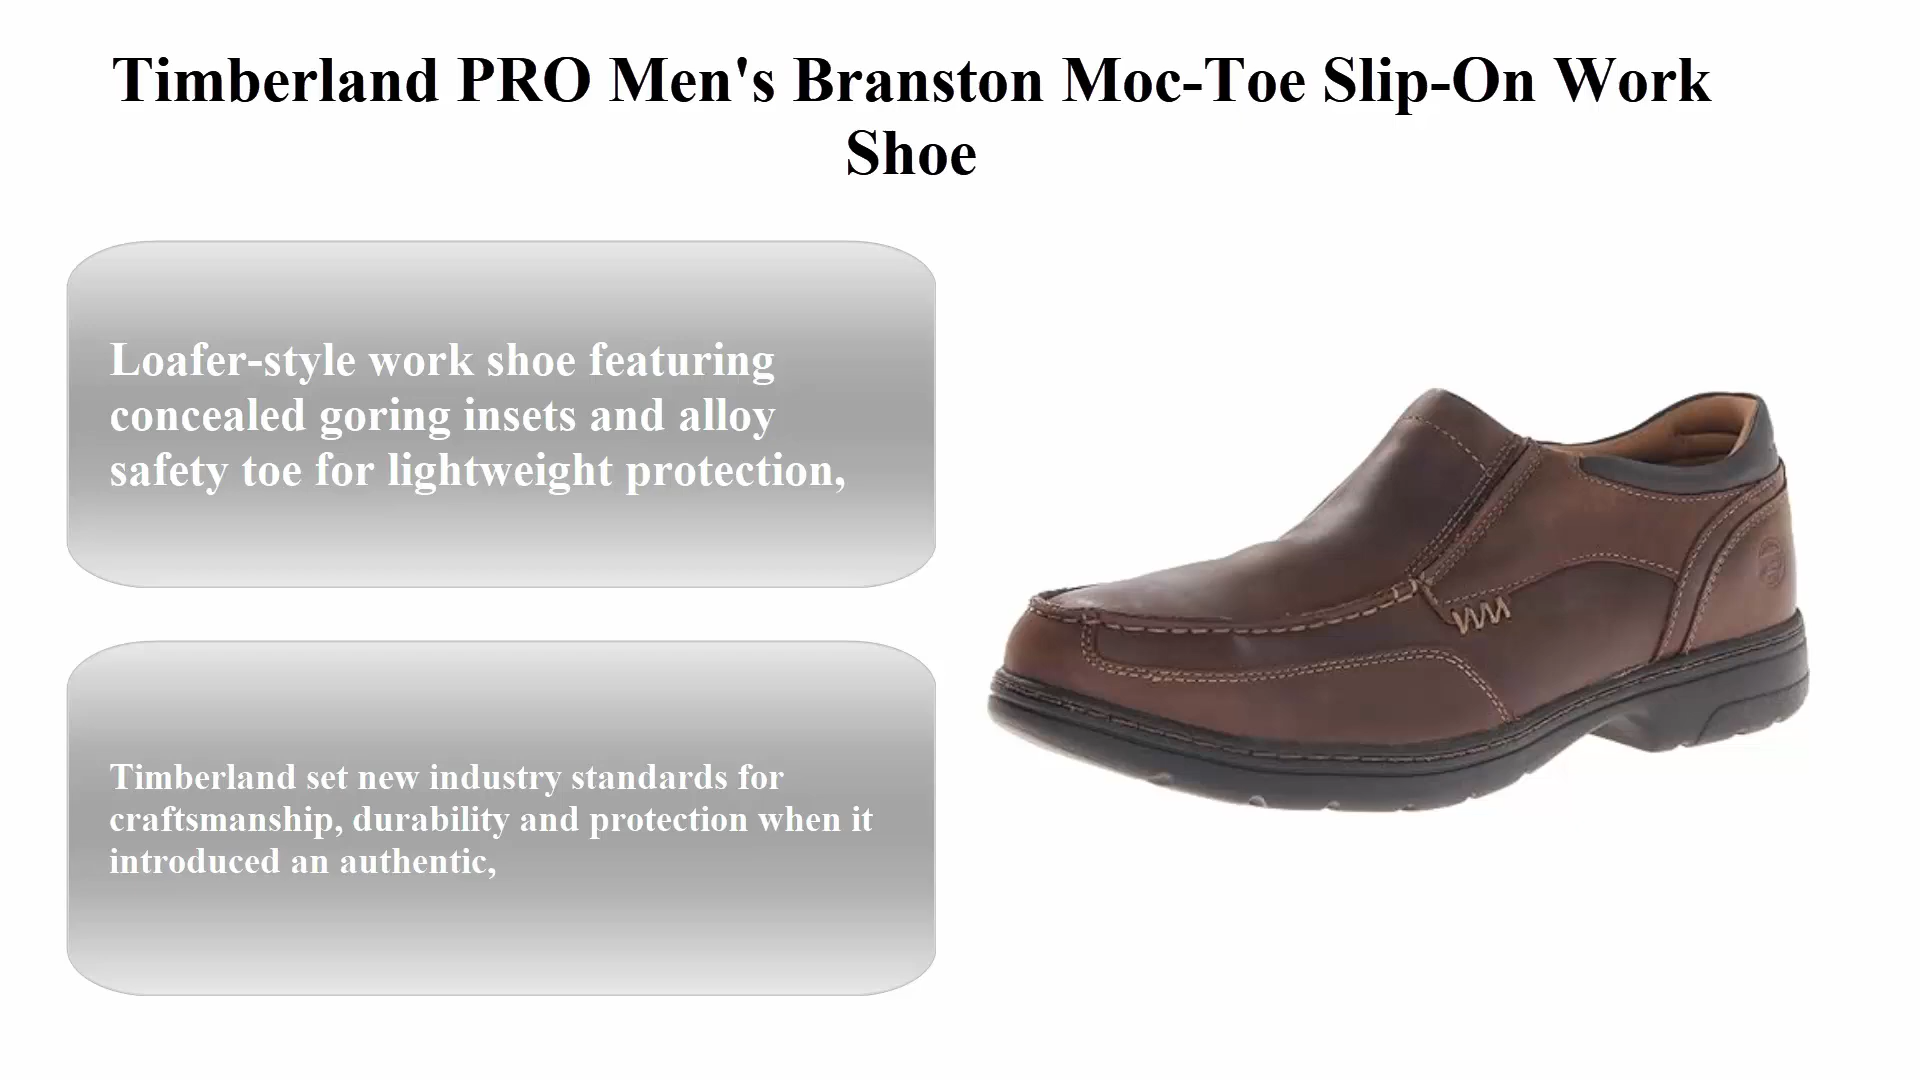 Timberland PRO Men's Branston Moc-Toe Slip-On Work
Shoe
Loafer-style work shoe featuring
concealed goring insets and alloy
safety toe for lightweight protection,
Timberland set new industry standards for
craftsmanship, durability and protection when it
introduced an authentic,